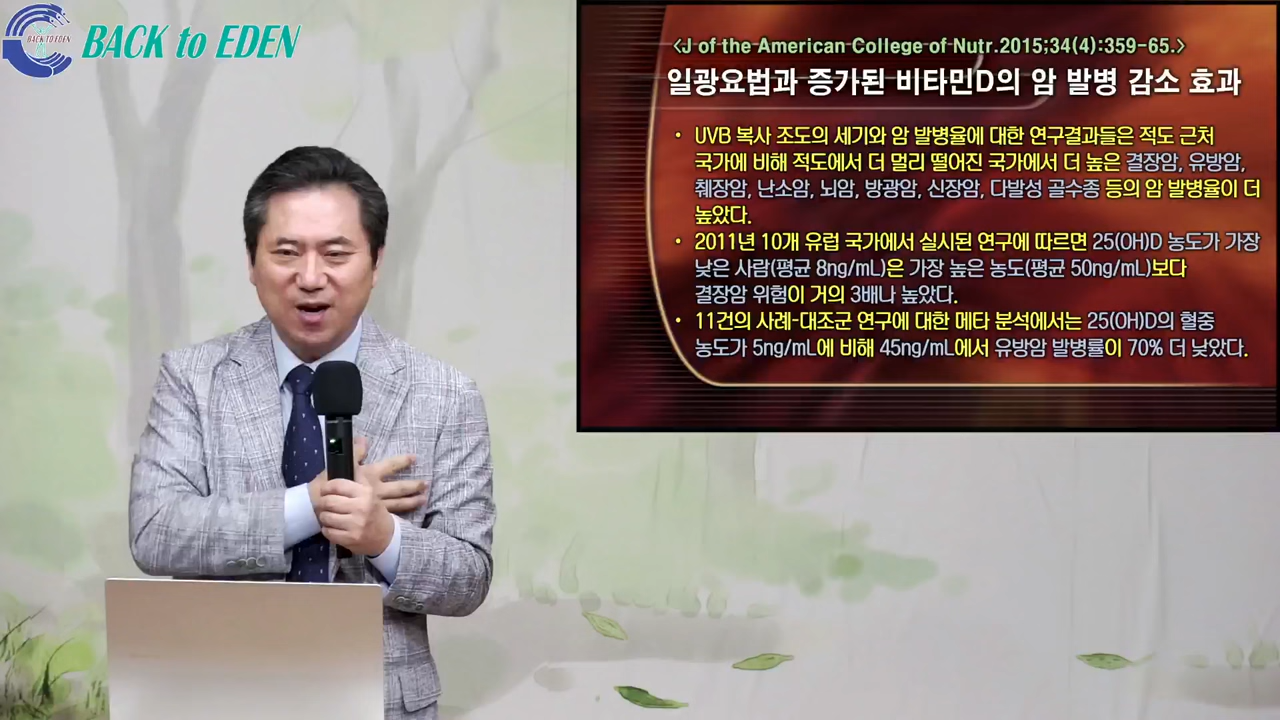 BACK TO EDEN
BACK to EDEN
<J of the American College of Nutr.2015;34(4):359-65.>
일광요법과 증가된 비타민D의 암 발병 감소 효과
• UVB 복사 조도의 세기와 암 발병율에 대한 연구결과들은 적도 근처
국가에 비해 적도에서 더 멀리 떨어진 국가에서 더 높은 결장암, 유방암,
췌장암, 난소암, 뇌암, 방광암, 신장암, 다발성 골수종 등의 암 발병율이 더
높았다.
• 2011년 10개 유럽 국가에서 실시된 연구에 따르면 25(OH)D 농도가 가장
낮은 사람(평균 8ng/mL)은 가장 높은 농도(평균 50ng/mL)보다
결장암 위험이 거의 3배나 높았다.
• 11건의 사례-대조군 연구에 대한 메타 분석에서는 25(OH)D의 혈중
농도가 5ng/mL에 비해 45ng/mL에서 유방암 발병률이 70% 더 낮았다.